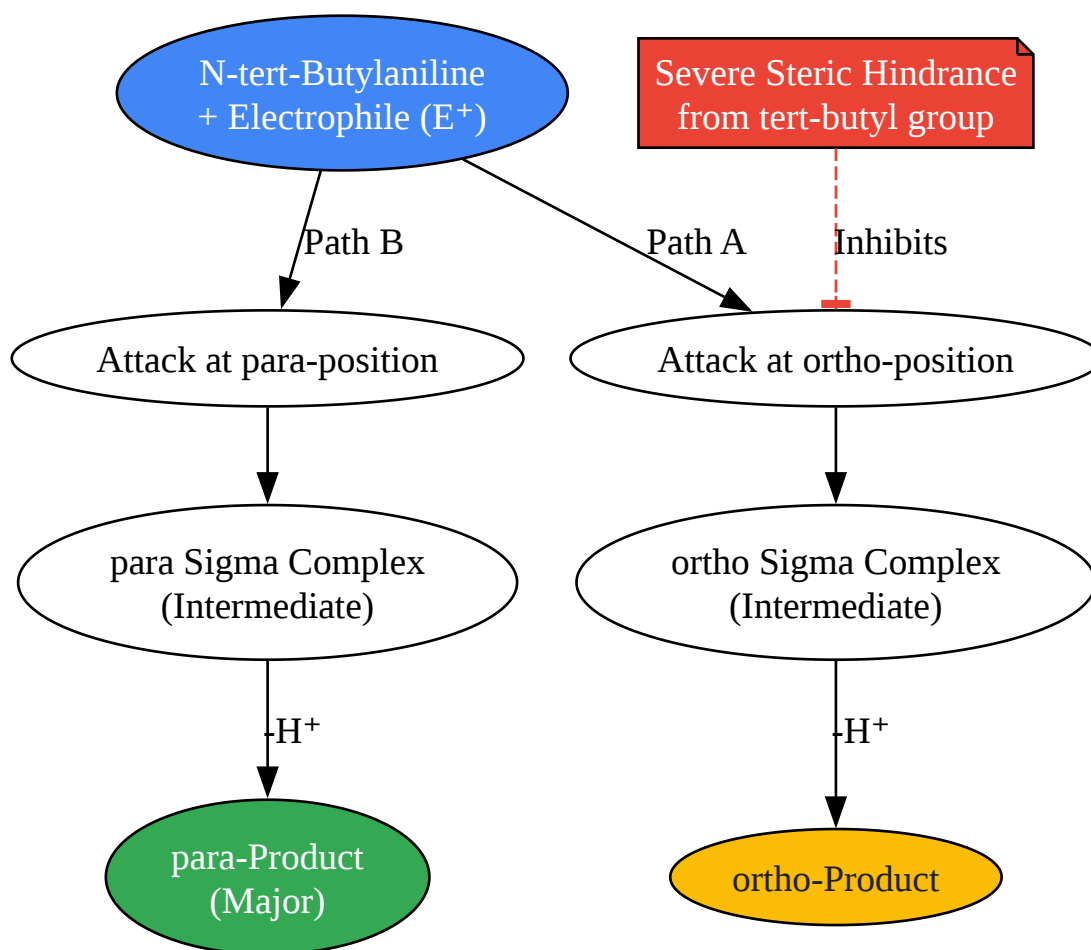 N-tert-Butylaniline
+ Electrophile (E⁺)
Severe Steric Hindrance
from tert-butyl group
Path B
Path A
Inhibits
Attack at para-position
Attack at ortho-position
para Sigma Complex
(Intermediate)
ortho Sigma Complex
(Intermediate)
-H⁺
-H⁺
para-Product
(Major)
ortho-Product